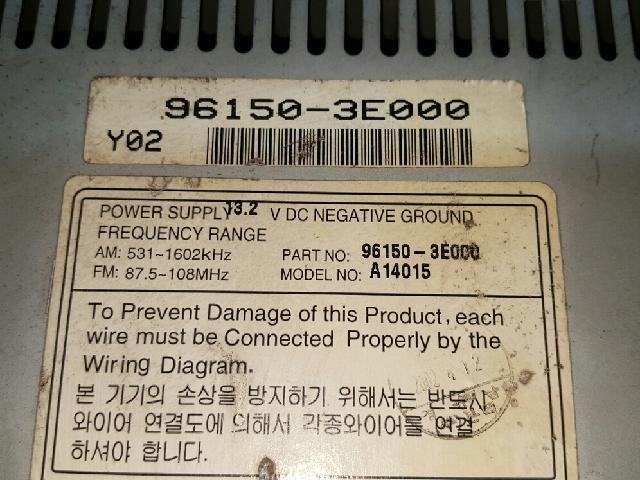 96150-3E000
Y02
POWER SUPPLY 13.2 V DC NEGATIVE GROUND
FREQUENCY RANGE
AM: 531~1602kHz PART NO: 96150-3E000
FM: 87.5~108MHz MODEL NO: A14015
To Prevent Damage of this Product, each
wire must be Connected Properly by the
Wiring Diagram.
본 기기의 손상을 방지하기 위해서는 반드시
와이어 연결도에 의해서 각종와이어를 연결
하셔야 합니다.